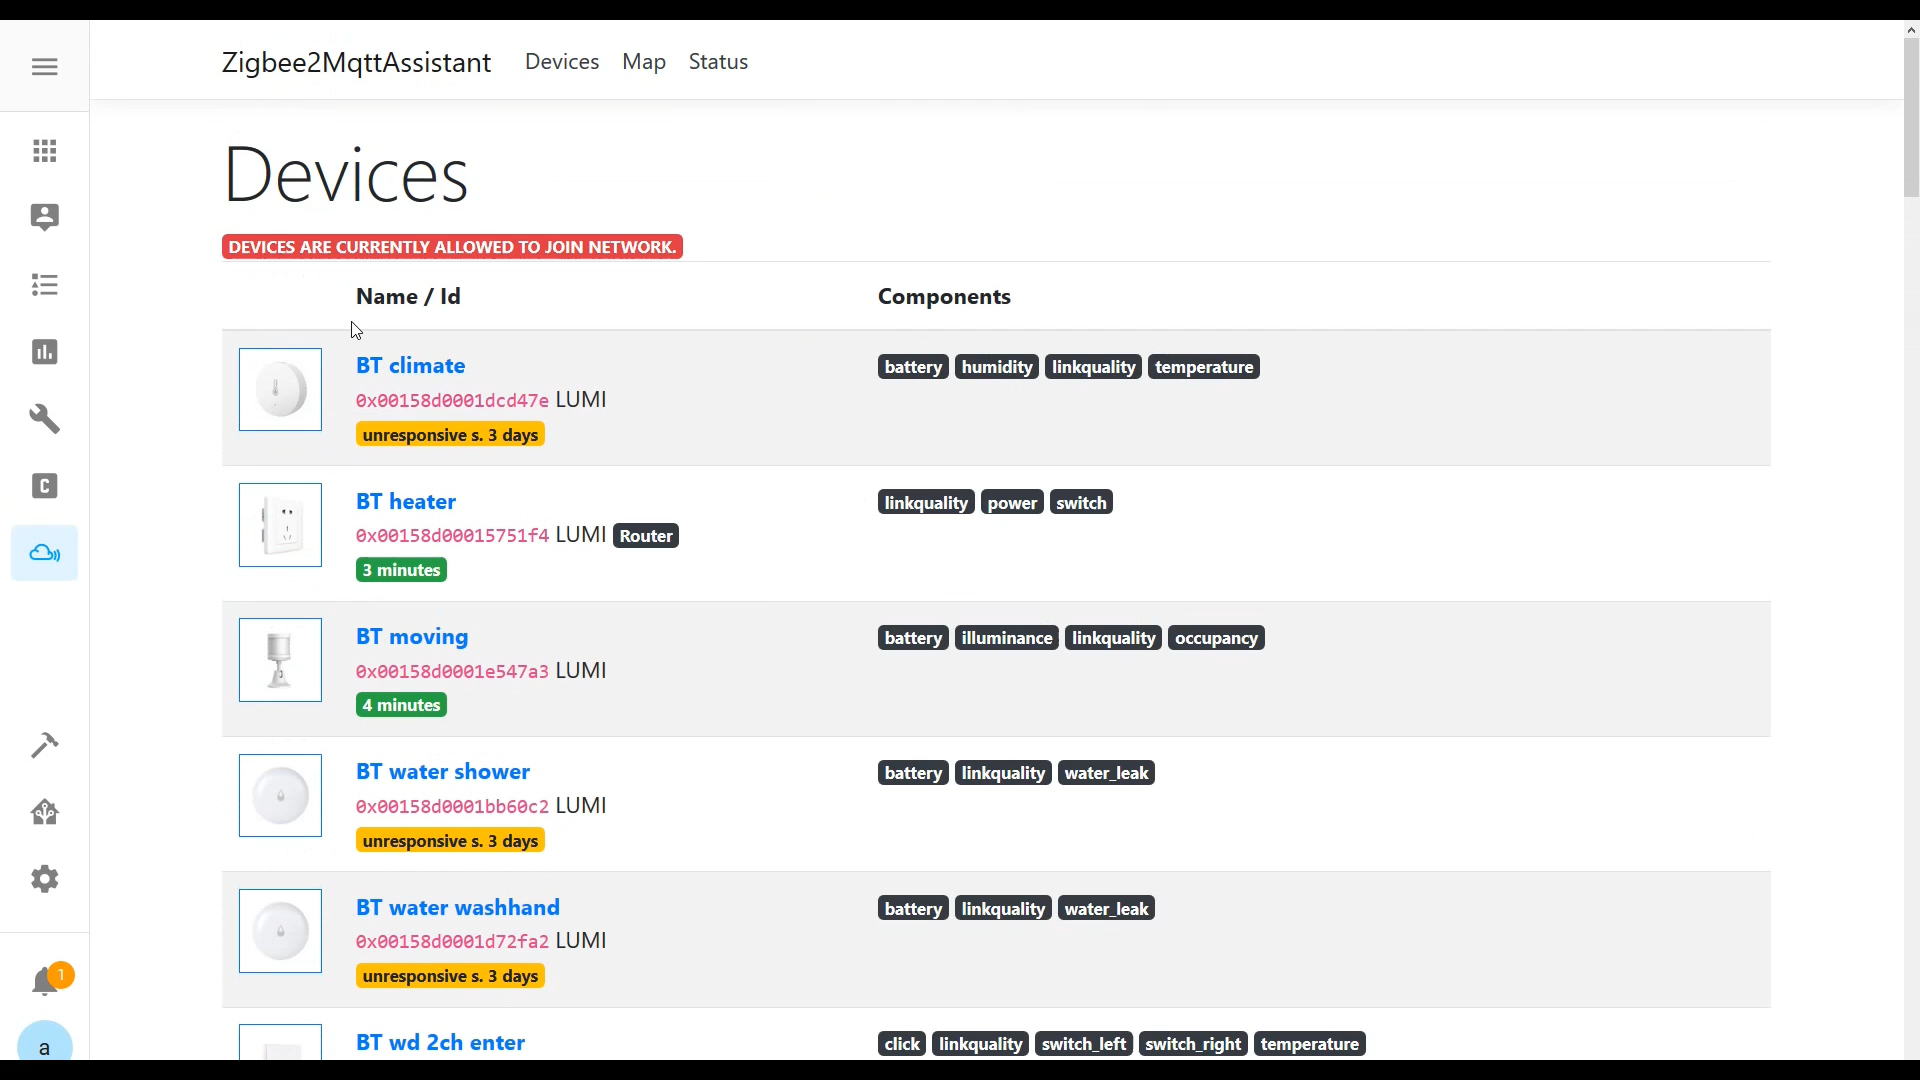 Zigbee2MqttAssistant Devices Map Status
Devices
DEVICES ARE CURRENTLY ALLOWED TO JOIN NETWORK.
Name / Id Components
BT climate battery humidity linkquality temperature
0x00158d0001dcd47e LUMI
unresponsive s. 3 days
BT heater linkquality power switch
0x00158d00015751f4 LUMI Router
3 minutes
BT moving battery illuminance linkquality occupancy
0x00158d0001e547a3 LUMI
4 minutes
BT water shower battery linkquality water_leak
0x00158d0001bb60c2 LUMI
unresponsive s. 3 days
BT water washhand battery linkquality water_leak
0x00158d0001d72fa2 LUMI
unresponsive s. 3 days
BT wd 2ch enter click linkquality switch_left switch_right temperature
C
1
a